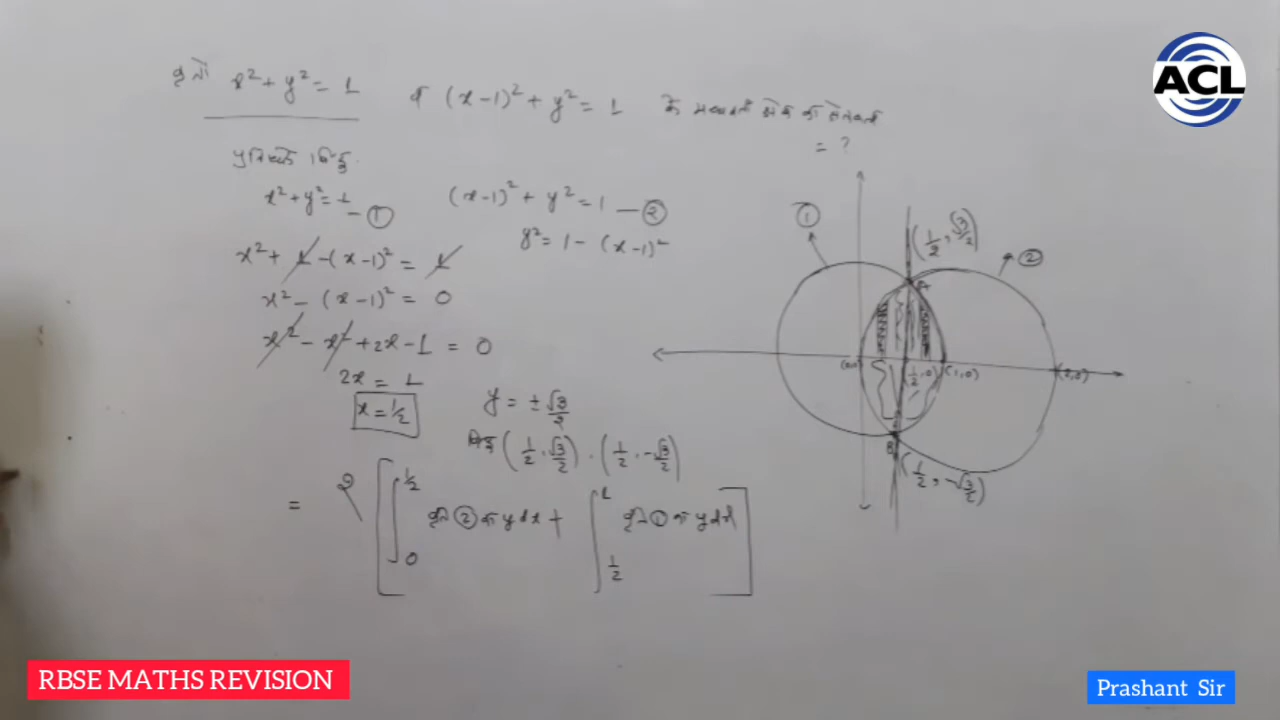 वृतों x² + y² = 1 व (x-1)² + y² = 1 के मध्यवर्ती क्षेत्र का क्षेत्रफल
= ?
प्रतिच्छेद बिन्दु
x² + y² = 1 — ① (x-1)² + y² = 1 — ②
y² = 1 - (x-1)²
x² + 1 - (x-1)² = 1
x² - (x-1)² = 0
x² - x² + 2x - 1 = 0
2x = 1
x = ½
y = ± √3/2
बिन्दु (1/2, √3/2) . (1/2, -√3/2)
= 2 [ ∫₀^½ वृत ② का y dx + ∫_½^1 वृत ① का y dx ]
①
②
(1/2, √3/2)
A
(0,0)
(1/2, 0)
(1,0)
(2,0)
B
(1/2, -√3/2)
ACL
RBSE MATHS REVISION
Prashant Sir